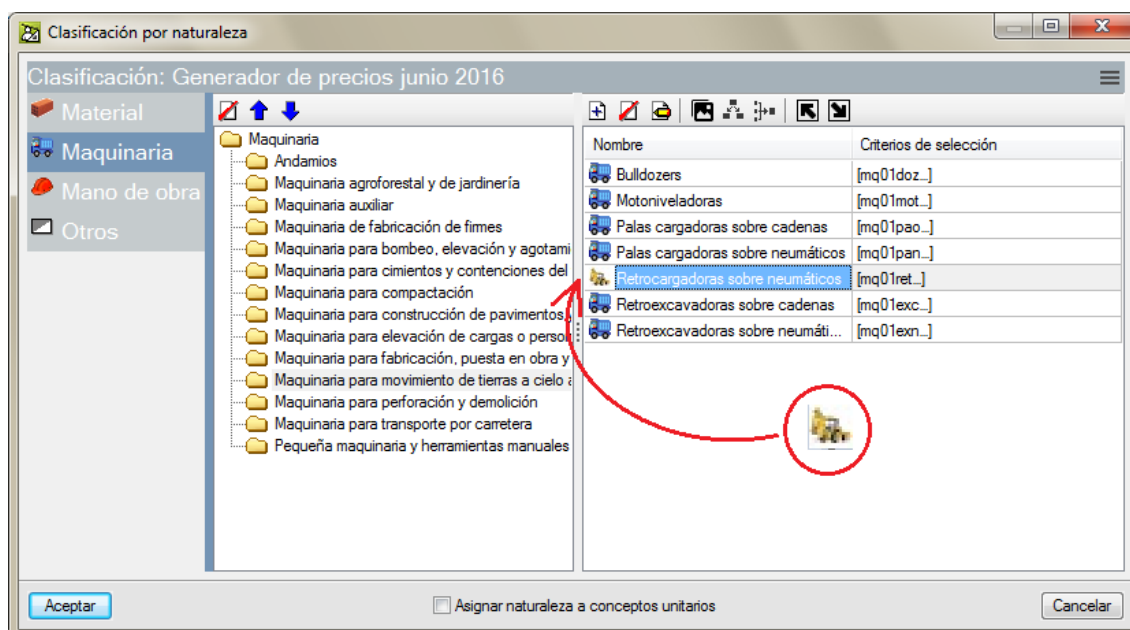 Clasificación por naturaleza
Clasificación: Generador de precios junio 2016
Material
Maquinaria
Mano de obra
Otros
Maquinaria
Andamios
Maquinaria agroforestal y de jardinería
Maquinaria auxiliar
Maquinaria de fabricación de firmes
Maquinaria para bombeo, elevación y agotami
Maquinaria para cimientos y contenciones del
Maquinaria para compactación
Maquinaria para construcción de pavimentos,
Maquinaria para elevación de cargas o person
Maquinaria para fabricación, puesta en obra y
Maquinaria para movimiento de tierras a cielo a
Maquinaria para perforación y demolición
Maquinaria para transporte por carretera
Pequeña maquinaria y herramientas manuales
Nombre Criterios de selección
Bulldozers [mq01doz...]
Motoniveladoras [mq01mot...]
Palas cargadoras sobre cadenas [mq01pao...]
Palas cargadoras sobre neumáticos [mq01pan...]
Retrocargadoras sobre neumáticos [mq01ret...]
Retroexcavadoras sobre cadenas [mq01exc...]
Retroexcavadoras sobre neumáti... [mq01exn...]
Aceptar Asignar naturaleza a conceptos unitarios Cancelar